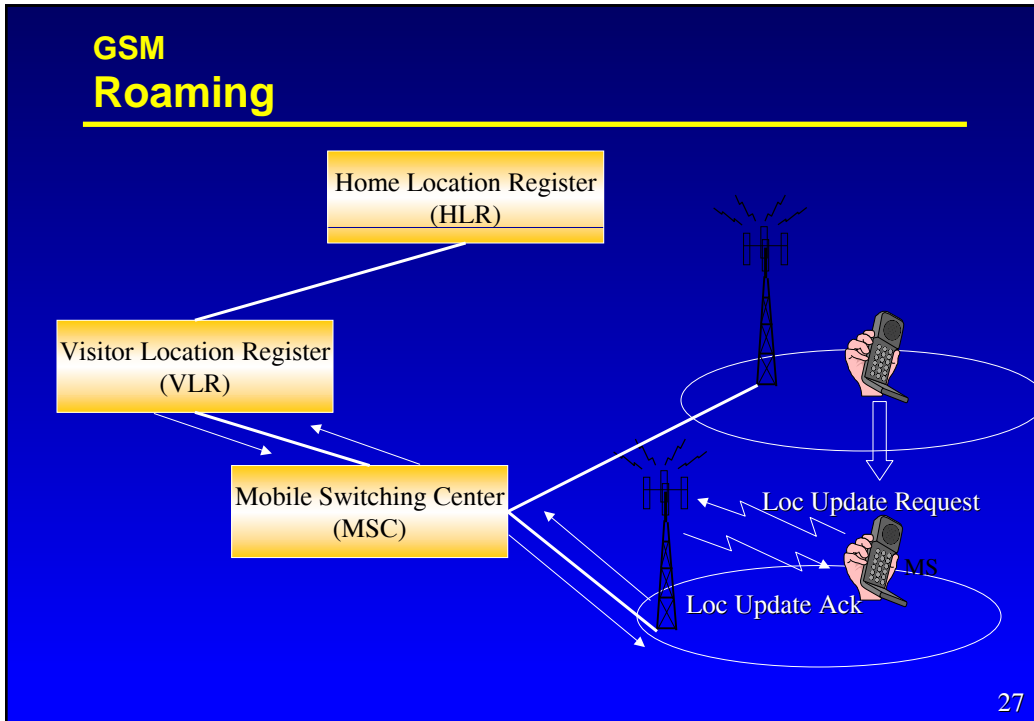 GSM
Roaming
Home Location Register
(HLR)
Visitor Location Register
(VLR)
Mobile Switching Center
(MSC)
Loc Update Request
MS
Loc Update Ack
27